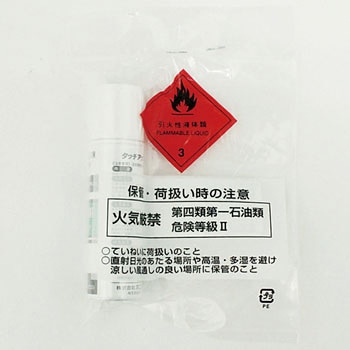 引火性液体類
FLAMMABLE LIQUID
3
タッチア
保管・荷扱い時の注意
火気厳禁
第四類第一石油類
危険等級Ⅱ
○ていねいに荷扱いのこと
○直射日光のあたる場所や高温・多湿を避け
涼しい風通しの良い場所に保管のこと
プラ
PE